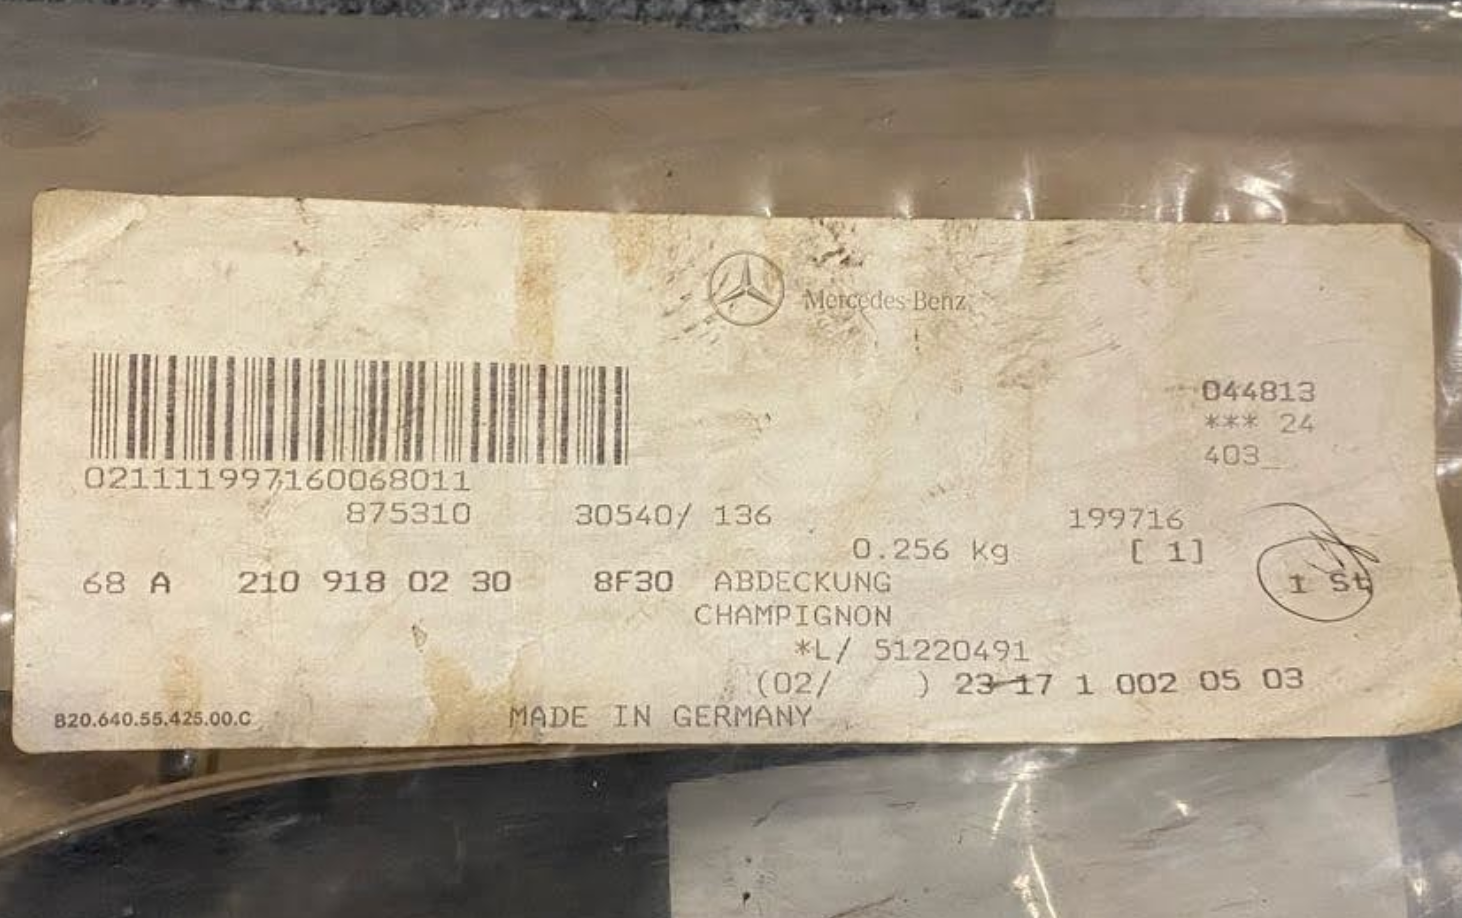 Mercedes-Benz
044813
*** 24
403_
021111997160068011
875310 30540/ 136 199716
0.256 kg [ 1]
68 A 210 918 02 30 8F30 ABDECKUNG 1 St
CHAMPIGNON
*L/ 51220491
(02/ ) 23 17 1 002 05 03
820.640.55.425.00.C MADE IN GERMANY